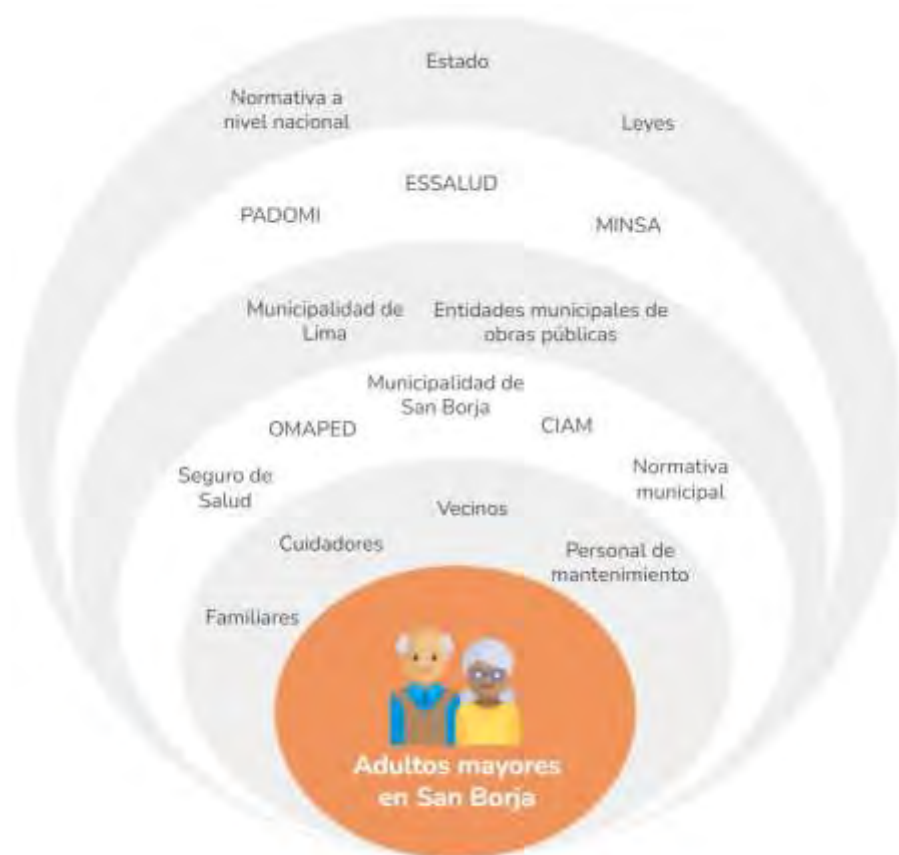 Estado
Normativa a
nivel nacional
Leyes
ESSALUD
PADOMI
MINSA
Municipalidad de
Lima
Entidades municipales de
obras públicas
Municipalidad de
San Borja
OMAPED
CIAM
Seguro de
Salud
Normativa
municipal
Vecinos
Cuidadores
Personal de
mantenimiento
Familiares
Adultos mayores
en San Borja